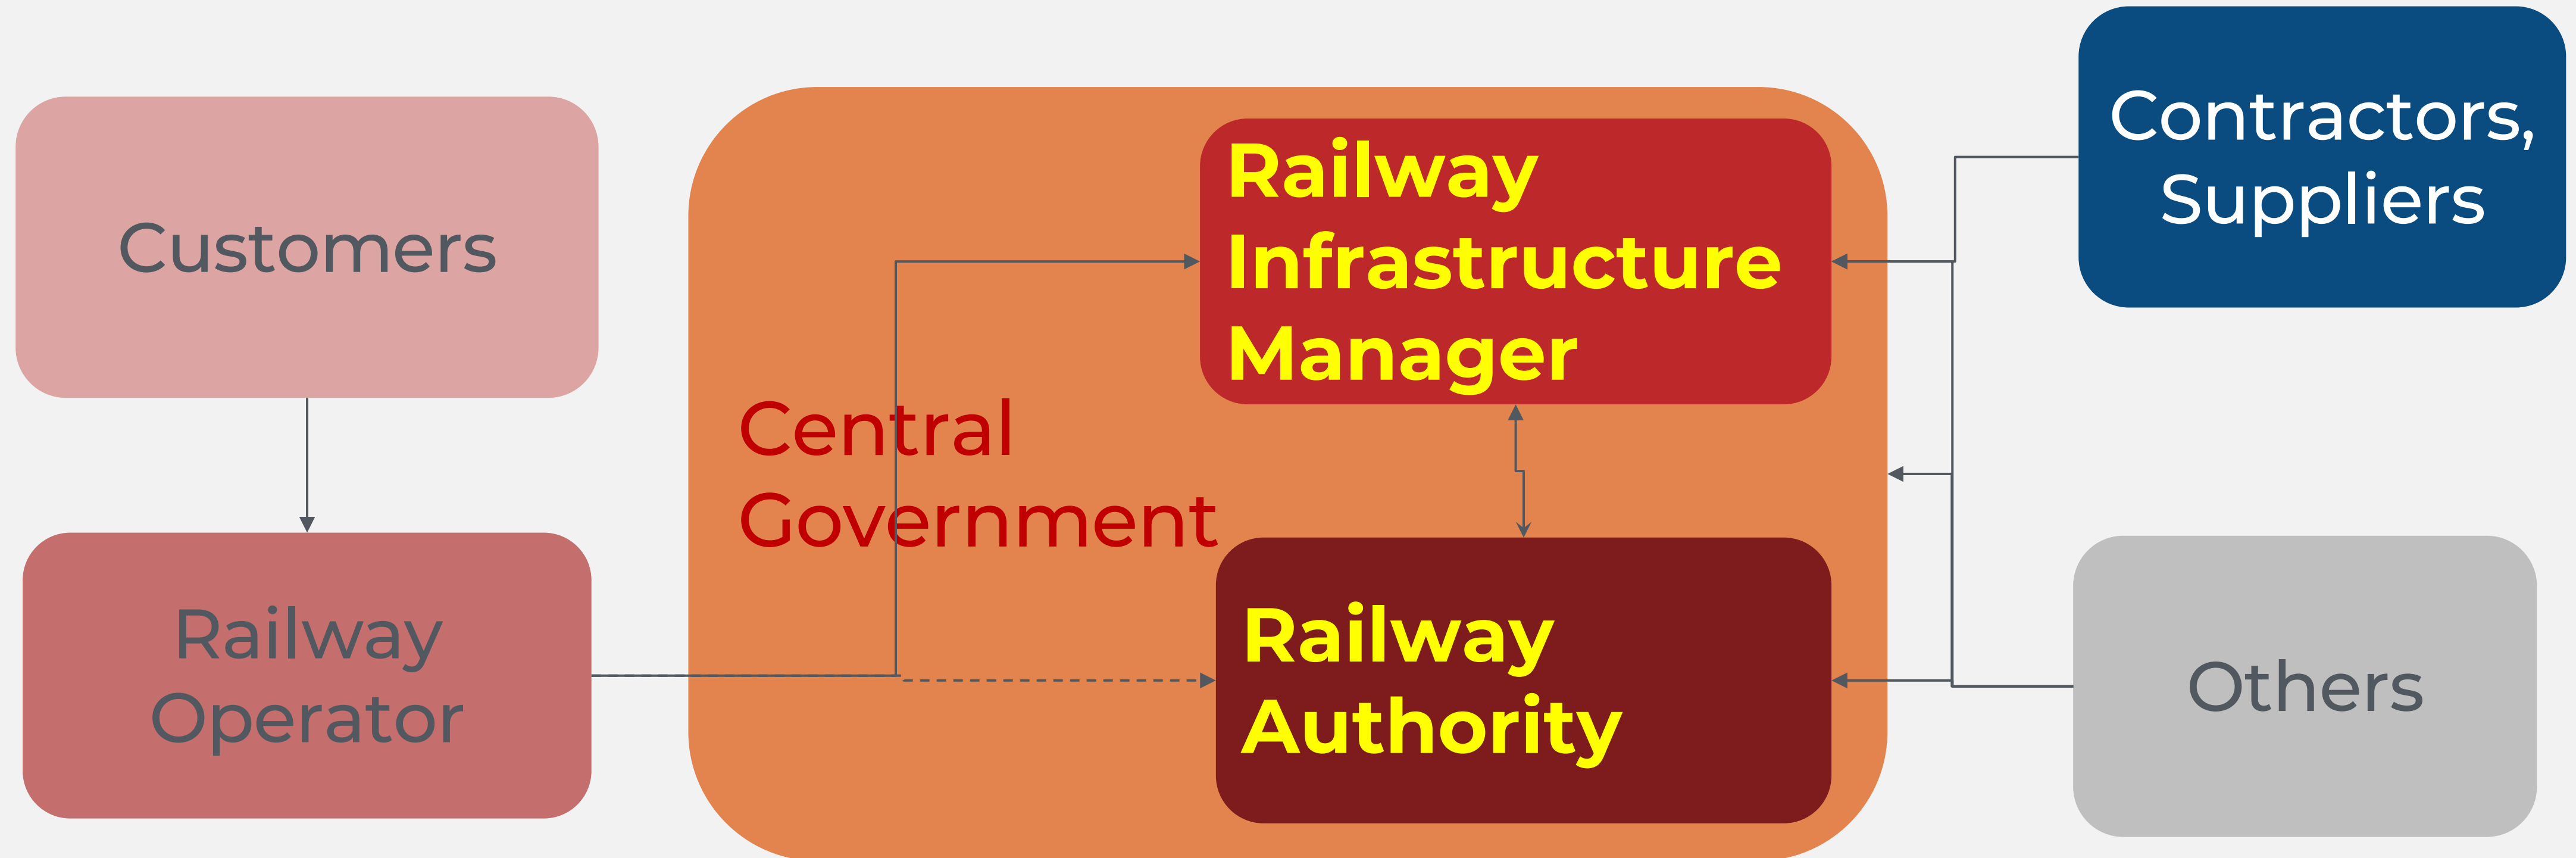 Customers
Railway
Operator
Central
Government
Railway
Infrastructure
Manager
Railway
Authority
Contractors,
Suppliers
Others